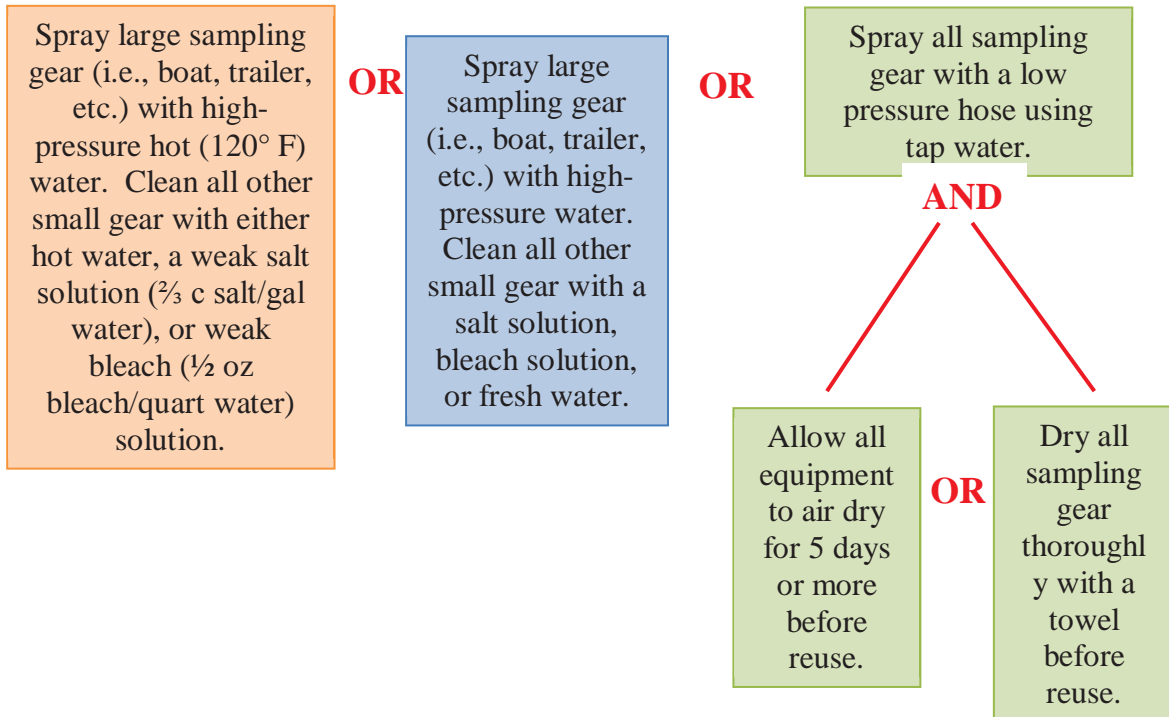 Spray large sampling
gear (i.e., boat, trailer,
etc.) with high-
pressure hot (120° F)
water.  Clean all other
small gear with either
hot water, a weak salt
solution (⅔ c salt/gal
water), or weak
bleach (½ oz
bleach/quart water)
solution.
OR
Spray large
sampling gear
(i.e., boat, trailer,
etc.) with high-
pressure water.
Clean all other
small gear with a
salt solution,
bleach solution,
or fresh water.
OR
Spray all sampling
gear with a low
pressure hose using
tap water.
AND
Allow all
equipment
to air dry
for 5 days
or more
before
reuse.
OR
Dry all
sampling
gear
thoroughl
y with a
towel
before
reuse.